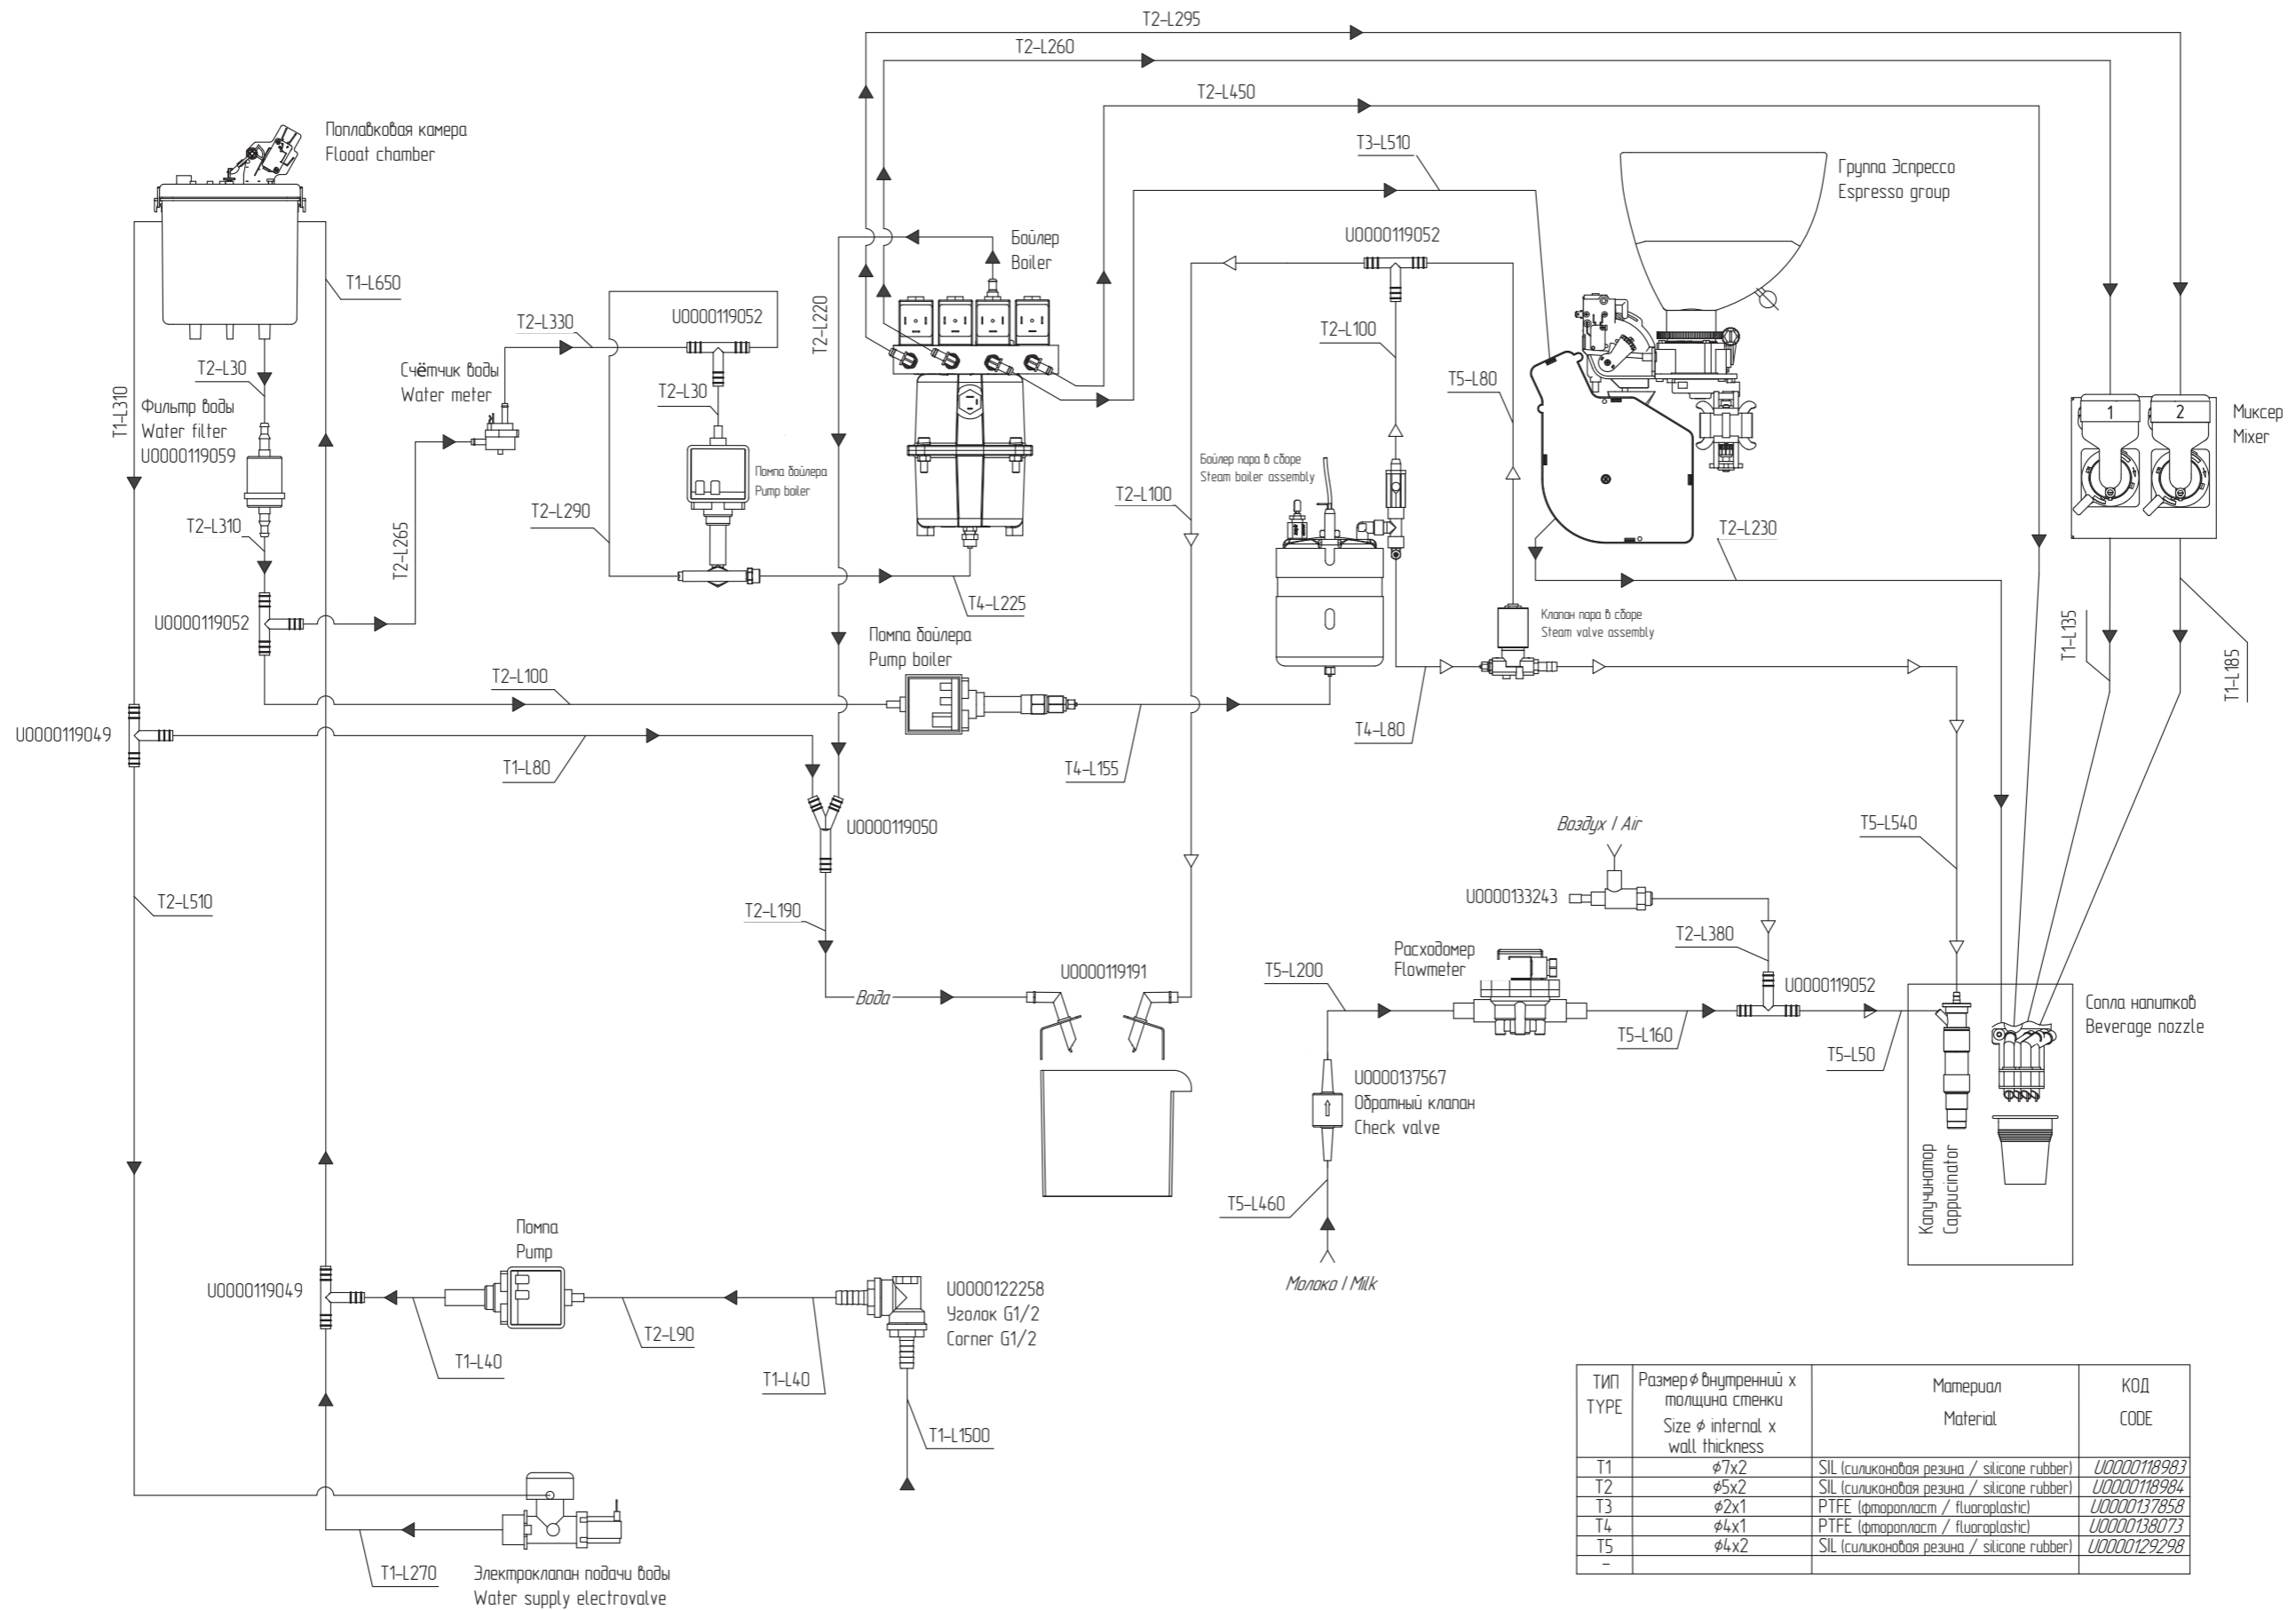 T2-L295
T2-L260
T2-L450
T3-L510
Поплавковая камера
Flooat chamber
Группа Эспрессо
Espresso group
Бойлер
Boiler
U0000119052
T1-L650
T2-L220
T2-L330
U0000119052
T2-L100
T2-L30
Счётчик воды
Water meter
T2-L30
T5-L80
T1-L310
Фильтр воды
Water filter
U0000119059
1
2
Миксер
Mixer
Помпа бойлера
Pump boiler
Бойлер пара в сборе
Steam boiler assembly
T2-L100
T2-L310
T2-L265
T2-L290
T2-L230
T4-L225
U0000119052
Клапан пара в сборе
Steam valve assembly
Помпа бойлера
Pump boiler
T1-L135
T1-L185
T2-L100
U0000119049
T1-L80
T4-L155
T4-L80
U0000119050
Воздух / Air
T5-L540
T2-L510
T2-L190
U0000133243
T2-L380
Расходомер
Flowmeter
T5-L200
U0000119191
U0000119052
Вода
Сопла напитков
Beverage nozzle
T5-L160
T5-L50
U0000137567
Обратный клапан
Check valve
T5-L460
Капучинатор
Cappucinator
Молоко / Milk
Помпа
Pump
U0000119049
U0000122258
Уголок G1/2
Corner G1/2
T2-L90
T1-L40
T1-L40
T1-L1500
T1-L270
Электроклапан подачи воды
Water supply electrovalve
ТИП
TYPE
Размер ϕ внутренний x
толщина стенки
Size ϕ internal x
wall thickness
Материал
Material
КОД
CODE
T1 ϕ7x2 SIL (силиконовая резина / silicone rubber) U0000118983
T2 ϕ5x2 SIL (силиконовая резина / silicone rubber) U0000118984
T3 ϕ2x1 PTFE (фторопласт / fluoroplastic) U0000137858
T4 ϕ4x1 PTFE (фторопласт / fluoroplastic) U0000138073
T5 ϕ4x2 SIL (силиконовая резина / silicone rubber) U0000129298
–